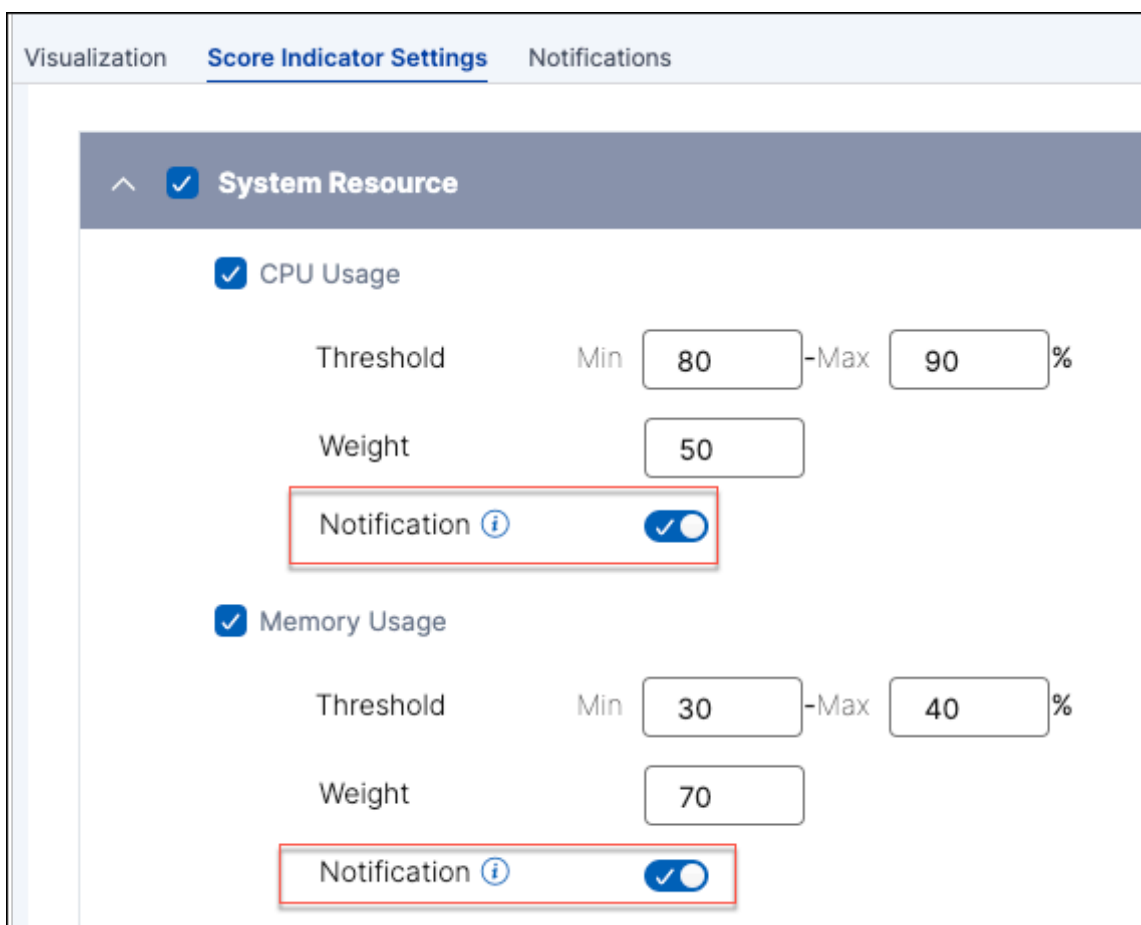 Visualization Score Indicator Settings Notifications
System Resource
CPU Usage
Threshold Min 80 -Max 90 %
Weight 50
Notification i
Memory Usage
Threshold Min 30 -Max 40 %
Weight 70
Notification i